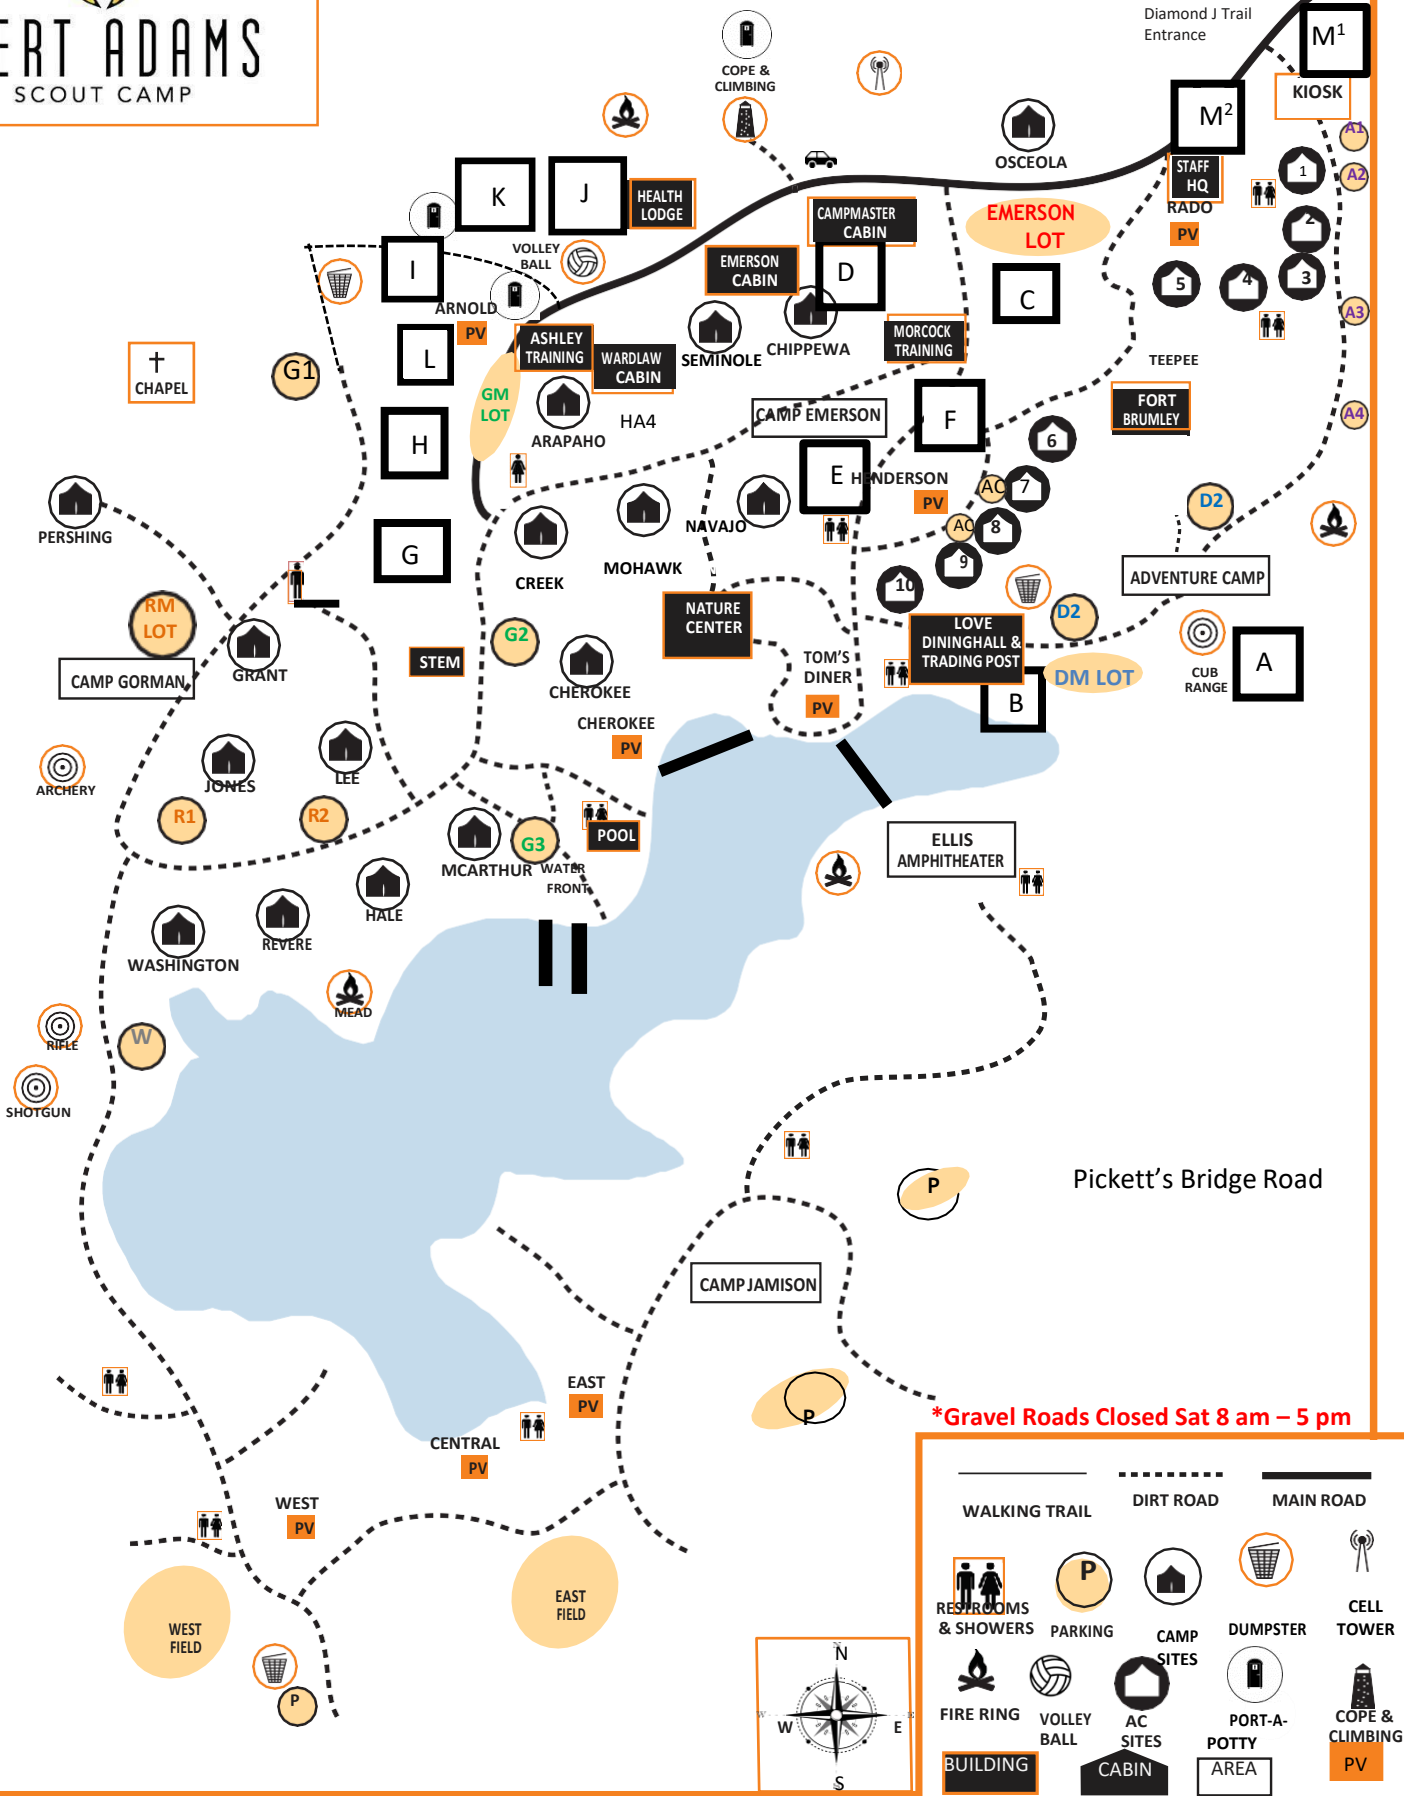 ERT ADAMS
SCOUT CAMP
Diamond J Trail
Entrance
M1
KIOSK
M2
A1
A2
COPE &
CLIMBING
OSCEOLA
STAFF
HQ
RADO
PV
1
2
3
4
5
K
J
HEALTH
LODGE
CAMPMASTER
CABIN
EMERSON
LOT
VOLLEY
BALL
I
EMERSON
CABIN
D
C
ARNOLD
PV
A3
L
ASHLEY
TRAINING
WARDLAW
CABIN
SEMINOLE
CHIPPEWA
MORCOCK
TRAINING
TEEPEE
CHAPEL
G1
GM
LOT
ARAPAHO
HA4
CAMP EMERSON
F
FORT
BRUMLEY
A4
H
6
E
HENDERSON
PV
AC
7
D2
PERSHING
NAVAJO
AC
8
G
CREEK
MOHAWK
9
ADVENTURE CAMP
10
RM
LOT
NATURE
CENTER
D2
G2
LOVE
DININGHALL &
TRADING POST
STEM
TOM'S
DINER
PV
CUB
RANGE
A
CAMP GORMAN
GRANT
CHEROKEE
DM LOT
B
CHEROKEE
PV
ARCHERY
JONES
LEE
R1
R2
POOL
G3
MCARTHUR
WATER
FRONT
ELLIS
AMPHITHEATER
HALE
REVERE
WASHINGTON
MEAD
RIFLE
W
SHOTGUN
P
Pickett's Bridge Road
CAMP JAMISON
EAST
PV
P
*Gravel Roads Closed Sat 8 am – 5 pm
CENTRAL
PV
WEST
PV
EAST
FIELD
WEST
FIELD
P
N
W
E
S
WALKING TRAIL
DIRT ROAD
MAIN ROAD
P
RESTROOMS
& SHOWERS
PARKING
CAMP
SITES
DUMPSTER
CELL
TOWER
FIRE RING
VOLLEY
BALL
AC
SITES
PORT-A-
POTTY
COPE &
CLIMBING
BUILDING
CABIN
AREA
PV